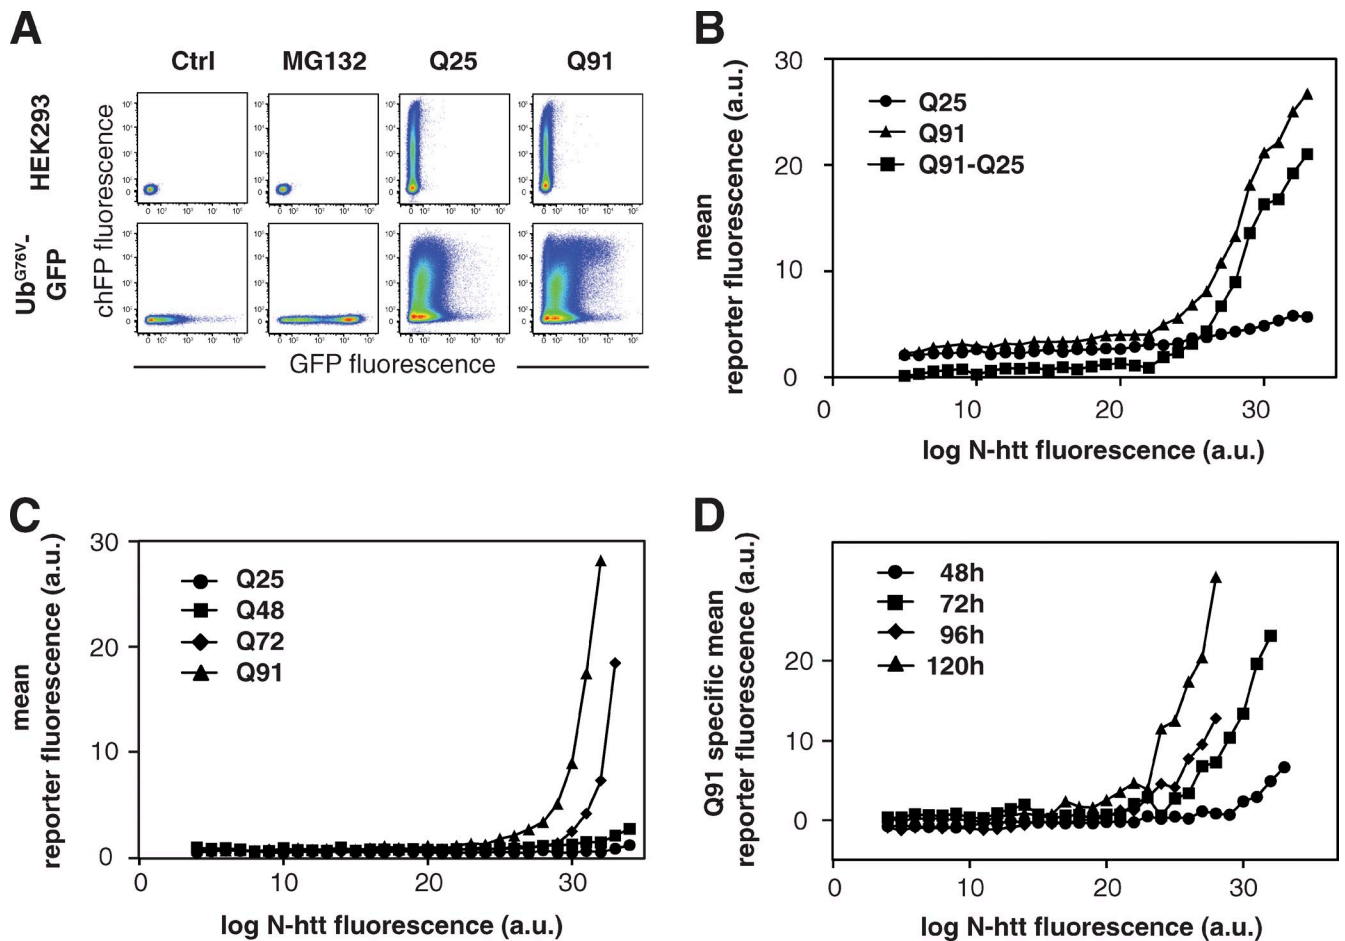 A
Ctrl MG132 Q25 Q91
HEK293
UbG76V-
GFP
chFP fluorescence
GFP fluorescence
B
mean
reporter fluorescence (a.u.)
30
20
10
0
Q25
Q91
Q91-Q25
0 10 20 30
log N-htt fluorescence (a.u.)
C
mean
reporter fluorescence (a.u.)
30
20
10
0
Q25
Q48
Q72
Q91
0 10 20 30
log N-htt fluorescence (a.u.)
D
Q91 specific mean
reporter fluorescence (a.u.)
20
10
0
48h
72h
96h
120h
0 10 20 30
log N-htt fluorescence (a.u.)